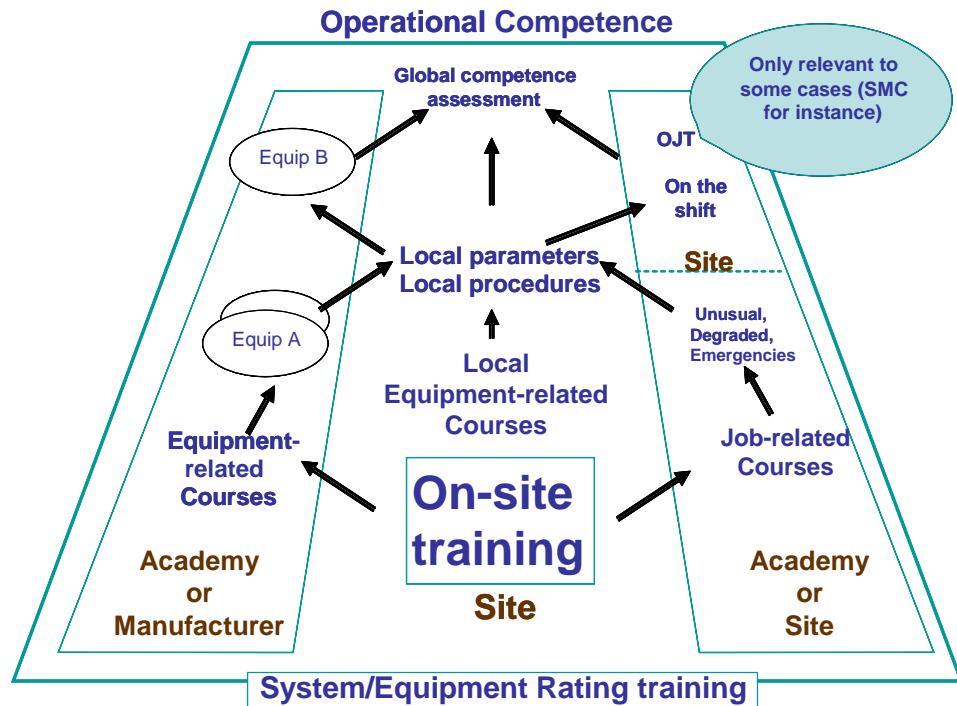 Operational Competence
Global competence
assessment
Only relevant to
some cases (SMC
for instance)
Equip B
OJT
On the
shift
Local parameters
Local procedures
Site
Equip A
Unusual,
Degraded,
Emergencies
Local
Equipment-related
Courses
Equipment-
related
Courses
Job-related
Courses
On-site
training
Academy
or
Manufacturer
Site
Academy
or
Site
System/Equipment Rating training